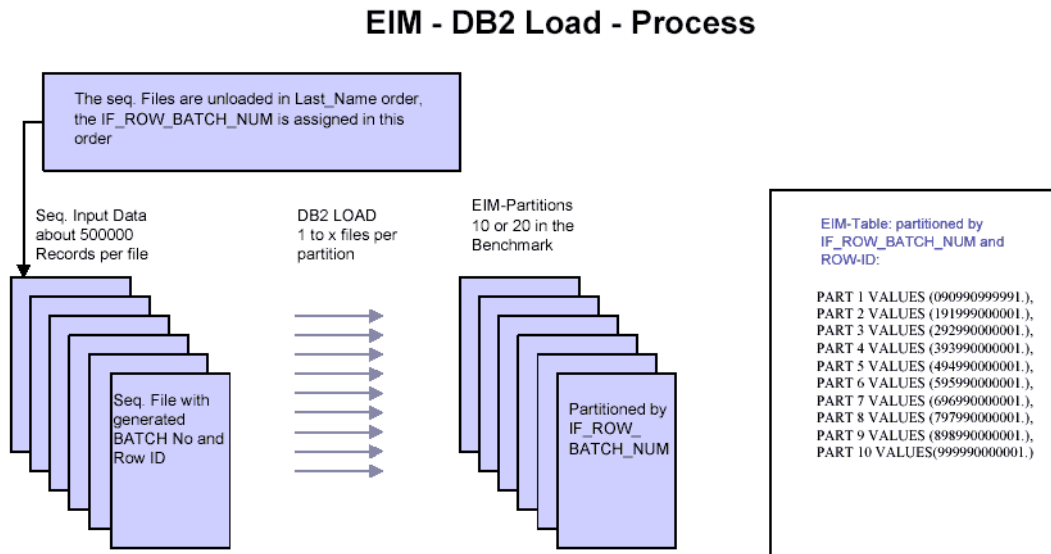 EIM - DB2 Load - Process
The seq. Files are unloaded in Last_Name order,
the IF_ROW_BATCH_NUM is assigned in this
order
Seq. Input Data
about 500000
Records per file
DB2 LOAD
1 to x files per
partition
EIM-Partitions
10 or 20 in the
Benchmark
Seq. File with
generated
BATCH No and
Row ID
Partitioned by
IF_ROW_
BATCH_NUM
EIM-Table: partitioned by
IF_ROW_BATCH_NUM and
ROW-ID:
PART 1 VALUES (090990999991.),
PART 2 VALUES (191999000001.),
PART 3 VALUES (292990000001.),
PART 4 VALUES (393990000001.),
PART 5 VALUES (494990000001.),
PART 6 VALUES (595990000001.),
PART 7 VALUES (696990000001.),
PART 8 VALUES (797990000001.),
PART 9 VALUES (898990000001.),
PART 10 VALUES(999990000001.)